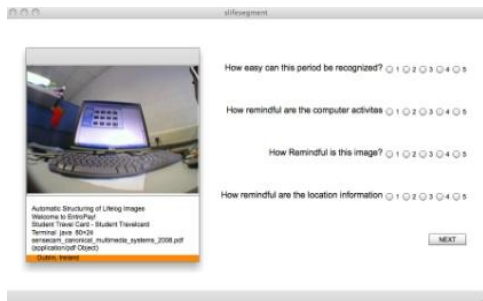 slifesegment
How easy can this period be recognized? 1 2 3 4 5
How remindful are the computer activites 1 2 3 4 5
How Remindful is this image? 1 2 3 4 5
How remindful are the location information 1 2 3 4 5
Automatic Structuring of Lifelog Images
Welcome to EntroPay!
Student Travel Card - Student Travelcard
Terminal java 80×24
sensecam_canonical_multimedia_systems_2008.pdf
(application/pdf Object)
Dublin, Ireland
NEXT